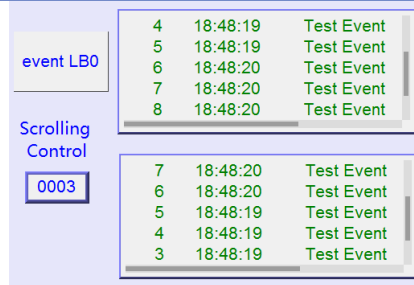 event LB0
Scrolling
Control
0003
4 18:48:19 Test Event
5 18:48:19 Test Event
6 18:48:20 Test Event
7 18:48:20 Test Event
8 18:48:20 Test Event
7 18:48:20 Test Event
6 18:48:20 Test Event
5 18:48:19 Test Event
4 18:48:19 Test Event
3 18:48:19 Test Event